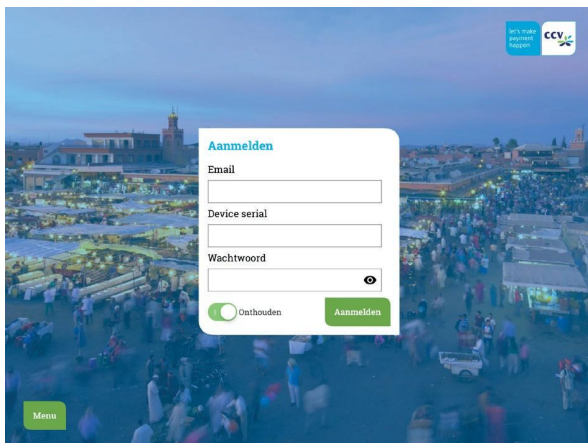 let's make
payment
happen
CCV
Aanmelden
Email
Device serial
Wachtwoord
Onthouden
Aanmelden
Menu